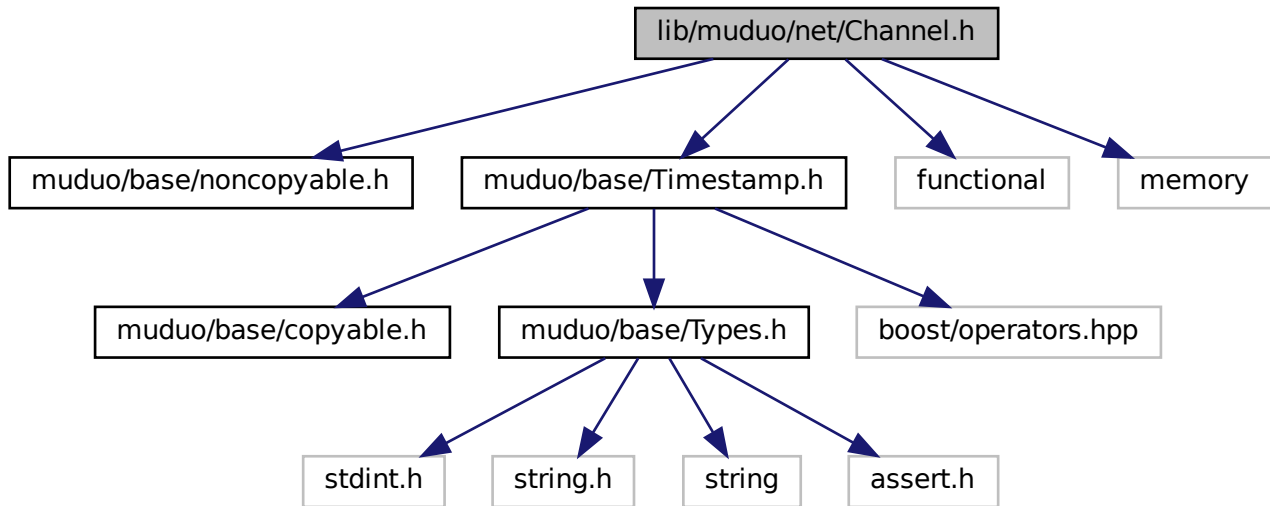 lib/muduo/net/Channel.h
muduo/base/noncopyable.h
muduo/base/Timestamp.h
functional
memory
muduo/base/copyable.h
muduo/base/Types.h
boost/operators.hpp
stdint.h
string.h
string
assert.h